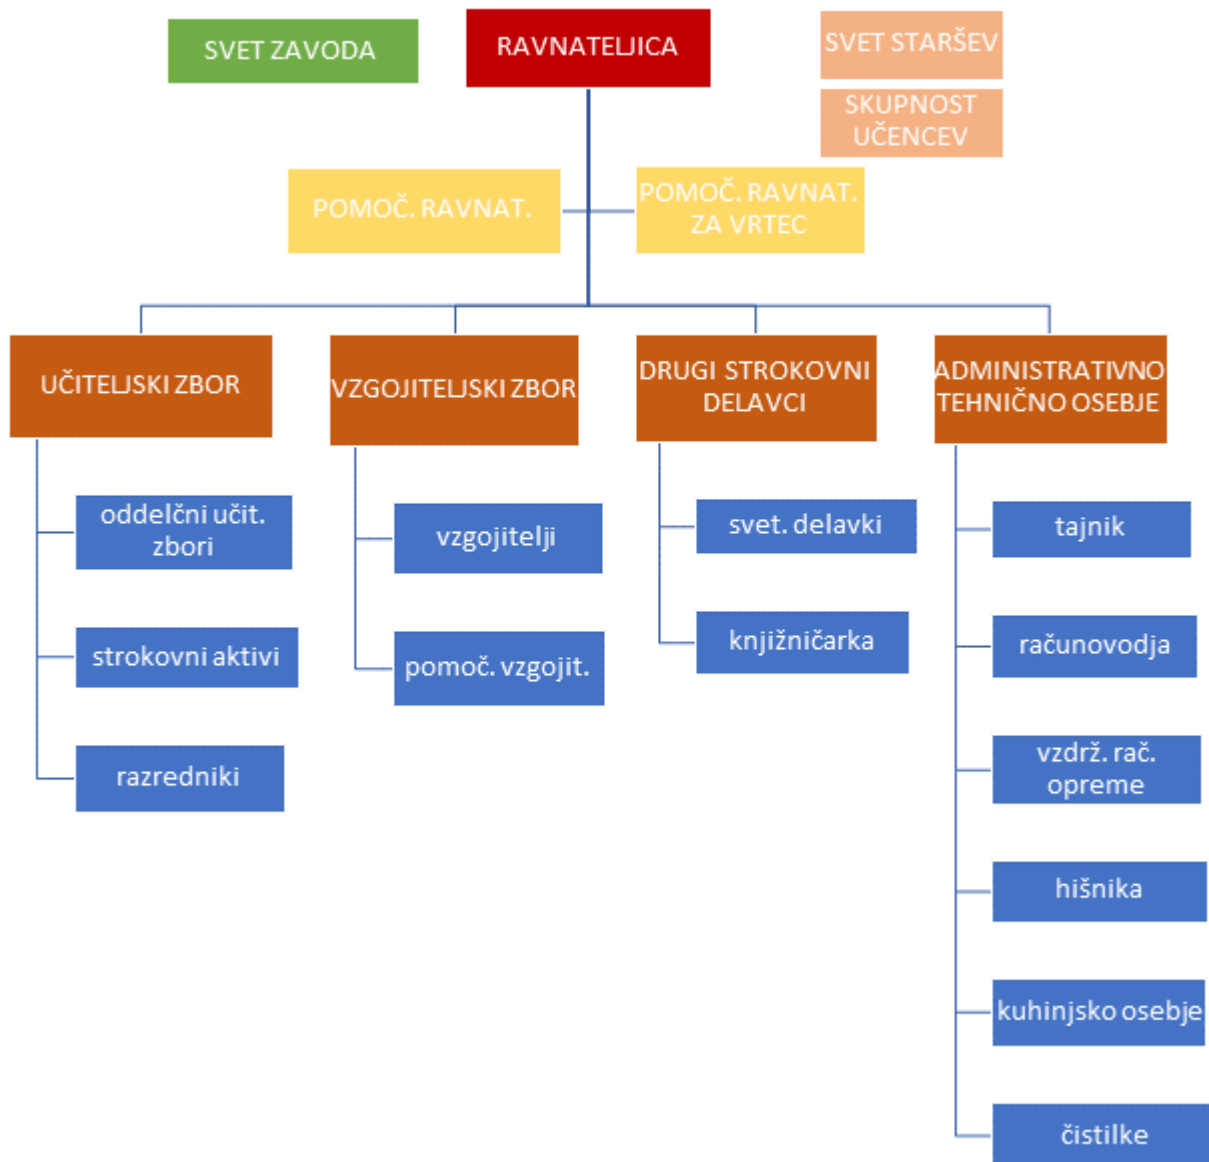 SVET ZAVODA
RAVNATELJICA
SVET STARŠEV
SKUPNOST
UČENCEV
POMOČ. RAVNAT.
POMOČ. RAVNAT.
ZA VRTEC
UČITELJSKI ZBOR
VZGOJITELJSKI ZBOR
DRUGI STROKOVNI
DELAVCI
ADMINISTRATIVNO
TEHNIČNO OSEBJE
oddelčni učit.
zbori
strokovni aktivi
razredniki
vzgojitelji
pomoč. vzgojit.
svet. delavki
knjižničarka
tajnik
računovodja
vzdrž. rač.
opreme
hišnika
kuhinjsko osebje
čistilke